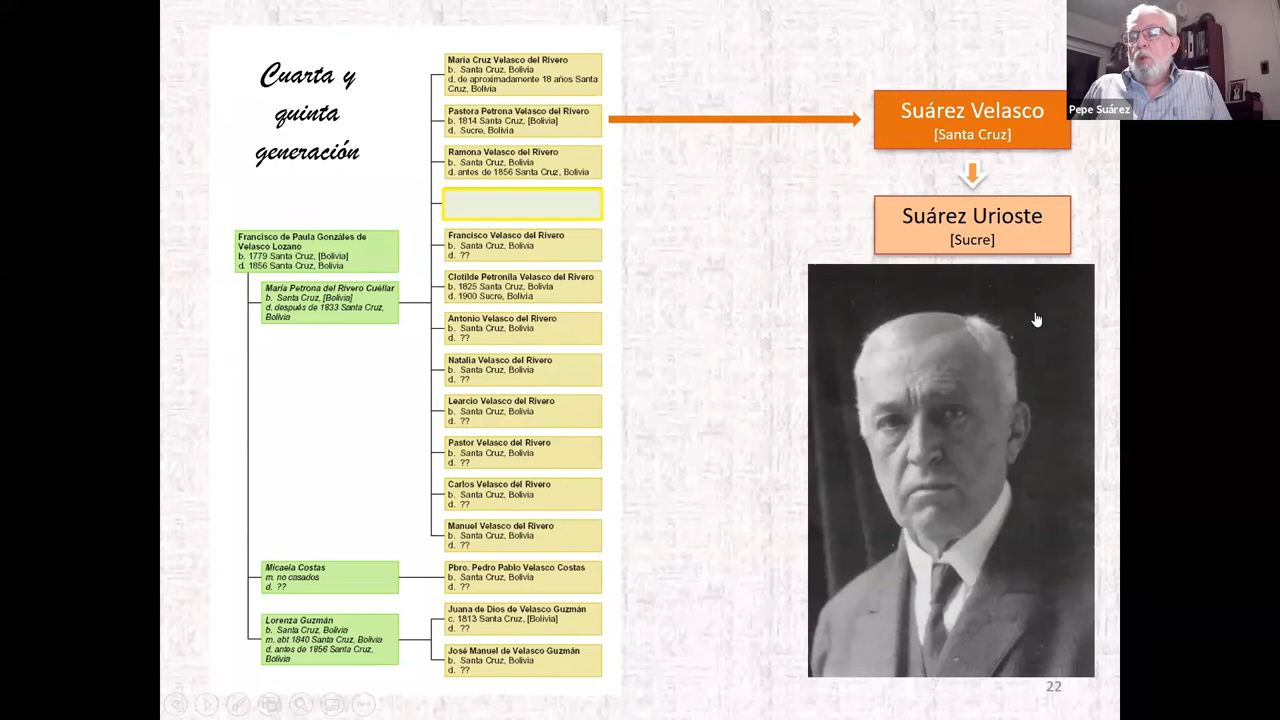 Cuarta y
quinta
generación
Francisco de Paula Gonzáles de
Velasco Lozano
b. 1779 Santa Cruz, [Bolivia]
d. 1856 Santa Cruz, Bolivia
María Petrona del Rivero Cuéllar
b. Santa Cruz, [Bolivia]
d. después de 1833 Santa Cruz,
Bolivia
Micaela Costas
m. no casados
d. ??
Lorenza Guzmán
b. Santa Cruz, Bolivia
m. abt 1840 Santa Cruz, Bolivia
d. antes de 1856 Santa Cruz,
Bolivia
María Cruz Velasco del Rivero
b. Santa Cruz, Bolivia
d. de aproximadamente 18 años Santa
Cruz, Bolivia
Pastora Petrona Velasco del Rivero
b. 1814 Santa Cruz, [Bolivia]
d. Sucre, Bolivia
Ramona Velasco del Rivero
b. Santa Cruz, Bolivia
d. antes de 1856 Santa Cruz, Bolivia
Francisco Velasco del Rivero
b. Santa Cruz, Bolivia
d. ??
Clotilde Petronila Velasco del Rivero
b. 1825 Santa Cruz, Bolivia
d. 1900 Sucre, Bolivia
Antonio Velasco del Rivero
b. Santa Cruz, Bolivia
d. ??
Natalia Velasco del Rivero
b. Santa Cruz, Bolivia
d. ??
Learcio Velasco del Rivero
b. Santa Cruz, Bolivia
d. ??
Pastor Velasco del Rivero
b. Santa Cruz, Bolivia
d. ??
Carlos Velasco del Rivero
b. Santa Cruz, Bolivia
d. ??
Manuel Velasco del Rivero
b. Santa Cruz, Bolivia
d. ??
Pbro. Pedro Pablo Velasco Costas
b. Santa Cruz, Bolivia
d. ??
Juana de Dios de Velasco Guzmán
c. 1813 Santa Cruz, [Bolivia]
d. ??
José Manuel de Velasco Guzmán
b. Santa Cruz, Bolivia
d. ??
Suárez Velasco
[Santa Cruz]
Suárez Urioste
[Sucre]
Pepe Suárez
22